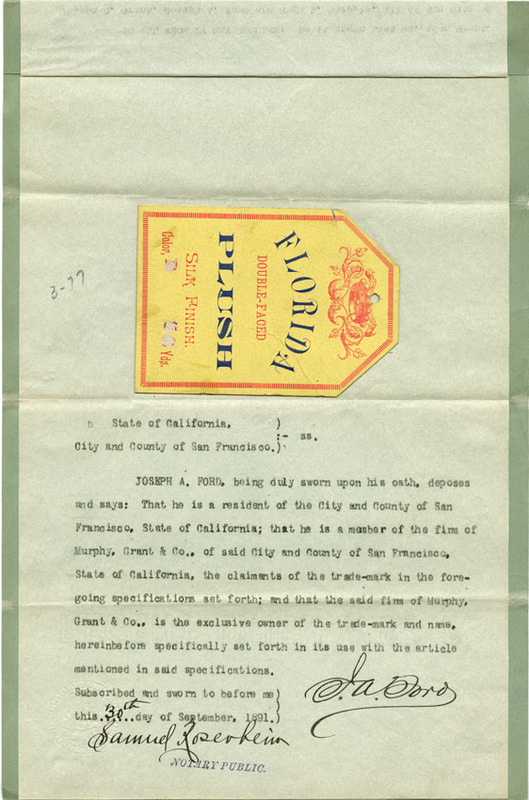 3-77
FLORIDA
DOUBLE-FACED
PLUSH
SILK FINISH.
Color, Yds.
State of California, )
:- ss.
City and County of San Francisco.)
JOSEPH A. FORD, being duly sworn upon his oath, deposes
and says: That he is a resident of the City and County of San
Francisco, State of California; that he is a member of the firm of
Murphy, Grant & Co., of said City and County of San Francisco,
State of California, the claimants of the trade-mark in the fore-
going specifications set forth; and that the said firm of Murphy,
Grant & Co., is the exclusive owner of the trade-mark and name,
hereinbefore specifically set forth in its use with the article
mentioned in said specifications.
Subscribed and sworn to before me)
this.30th.day of September, 1891.)
J. A. Ford
Samuel Rosenheim
NOTARY PUBLIC.